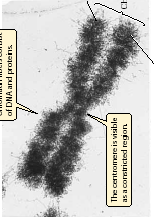 of DNA and proteins.
The centromere is visible
as a constricted region.